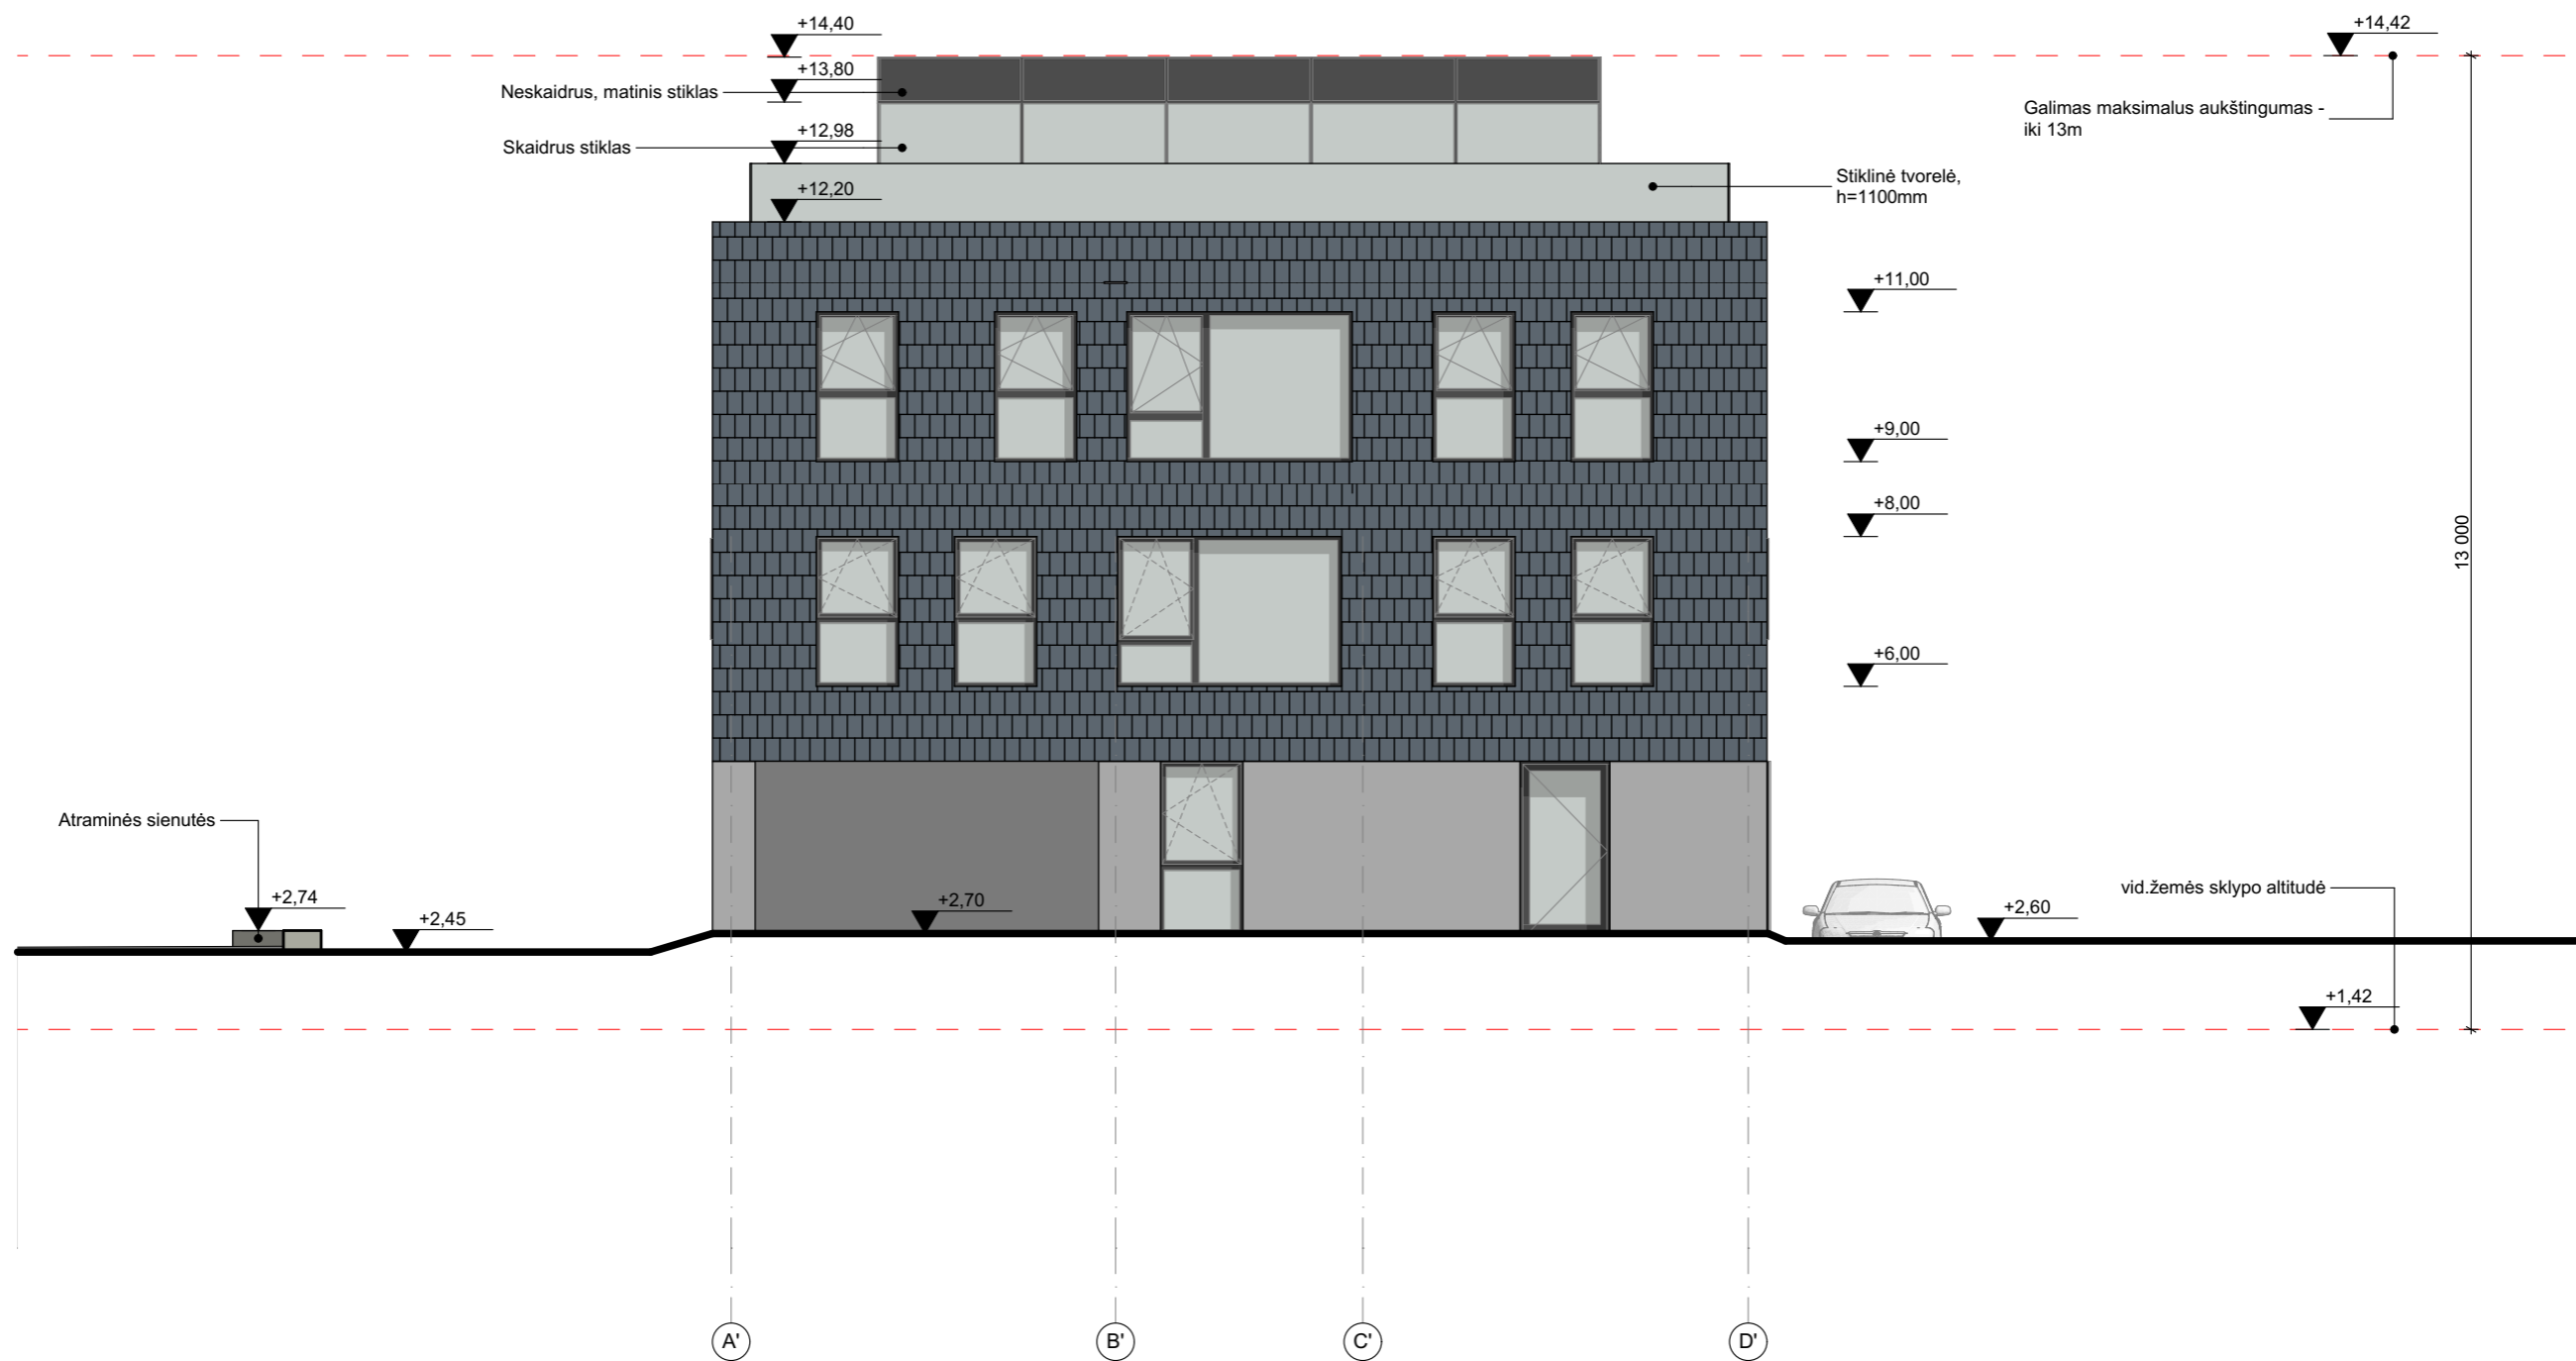 +14,40
+14,42
+13,80
Neskaidrus, matinis stiklas
Galimas maksimalus aukštingumas -
iki 13m
+12,98
Skaidrus stiklas
Stiklinė tvorelė,
h=1100mm
+12,20
+11,00
+9,00
+8,00
13 000
+6,00
Atraminės sienutės
+2,74
+2,45
+2,70
+2,60
vid.žemės sklypo altitudė
+1,42
A'
B'
C'
D'